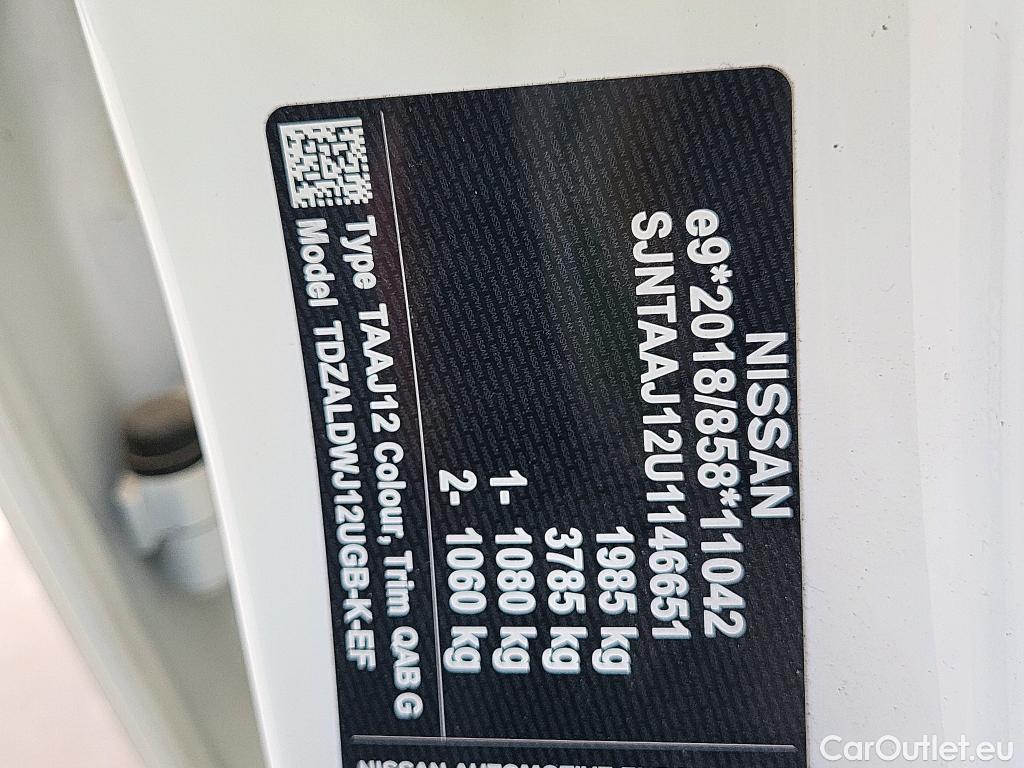 NISSAN
e9*2018/858*11042
SJNTAAJ12U1146651
1985 kg
3785 kg
1- 1080 kg
2- 1060 kg
Type TAAJ12 Colour, Trim QAB G
Model TDZALDWJ12UGB-K-EF
NISSAN
CarOutlet.eu